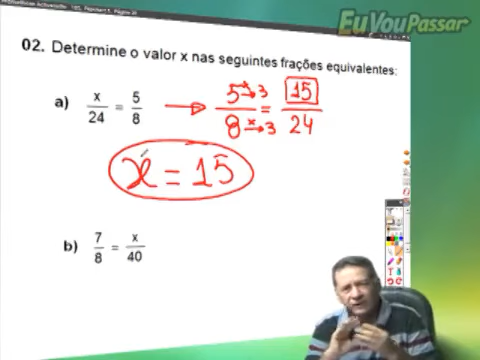 EuVouPassar
02. Determine o valor x nas seguintes frações equivalentes:
a) x/24 = 5/8 → 5 x→3 / 8 x→3 = 15/24
x = 15
b) 7/8 = x/40